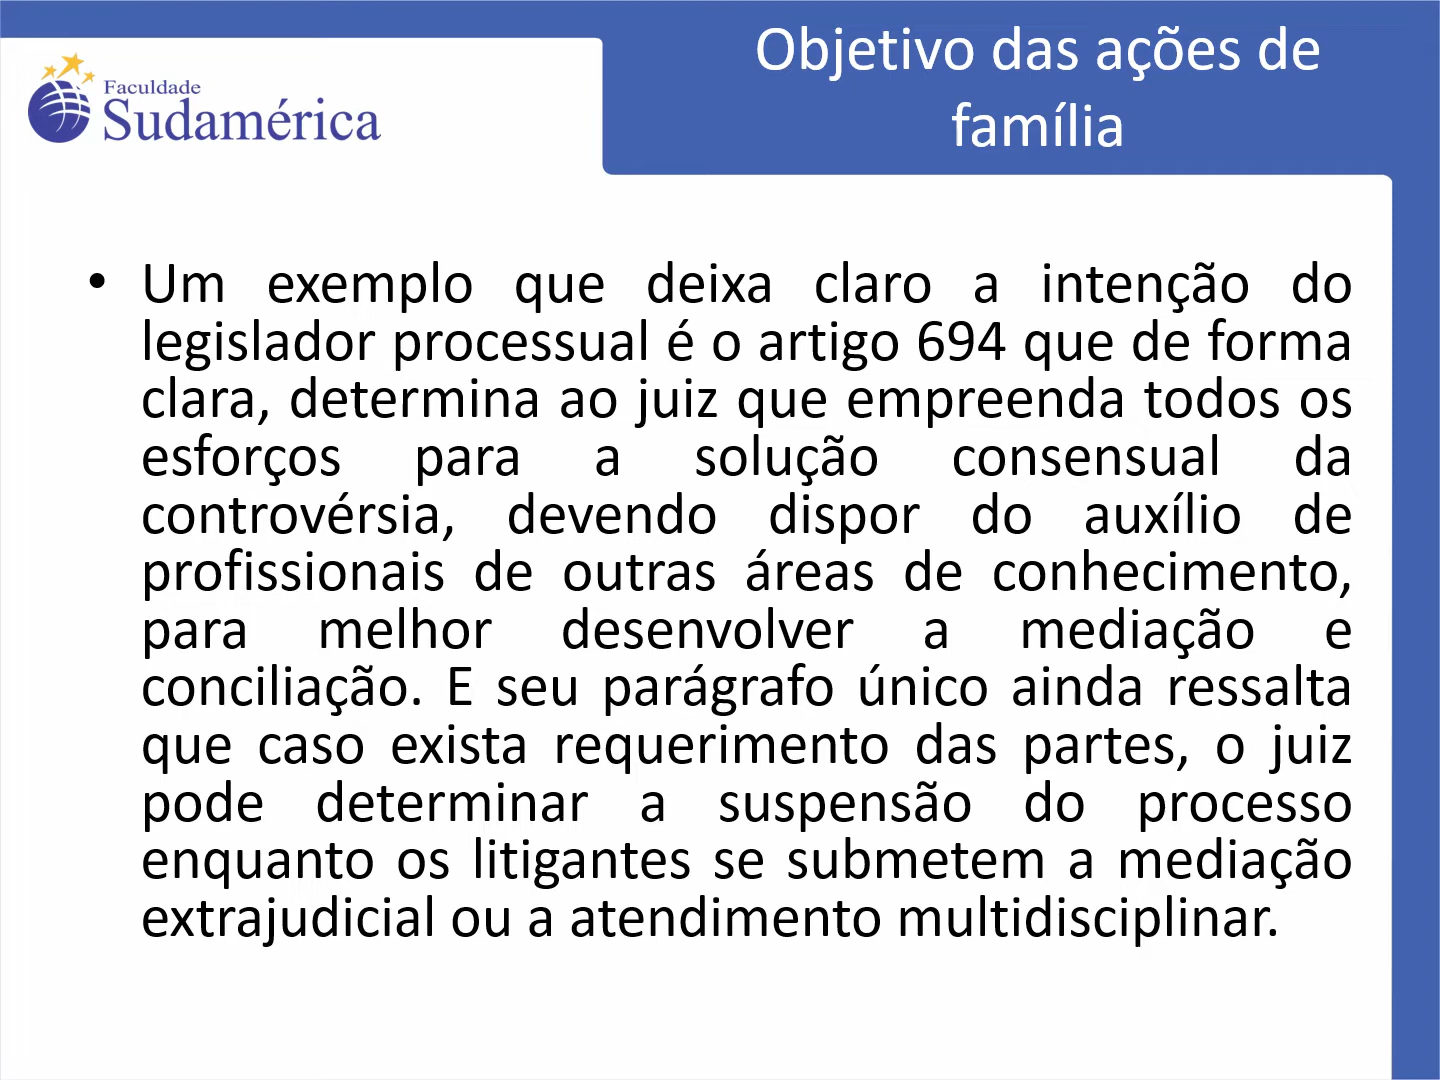 Objetivo das ações de
família
Faculdade
Sudamérica
• Um exemplo que deixa claro a intenção do
legislador processual é o artigo 694 que de forma
clara, determina ao juiz que empreenda todos os
esforços para a solução consensual da
controvérsia, devendo dispor do auxílio de
profissionais de outras áreas de conhecimento,
para melhor desenvolver a mediação e
conciliação. E seu parágrafo único ainda ressalta
que caso exista requerimento das partes, o juiz
pode determinar a suspensão do processo
enquanto os litigantes se submetem a mediação
extrajudicial ou a atendimento multidisciplinar.